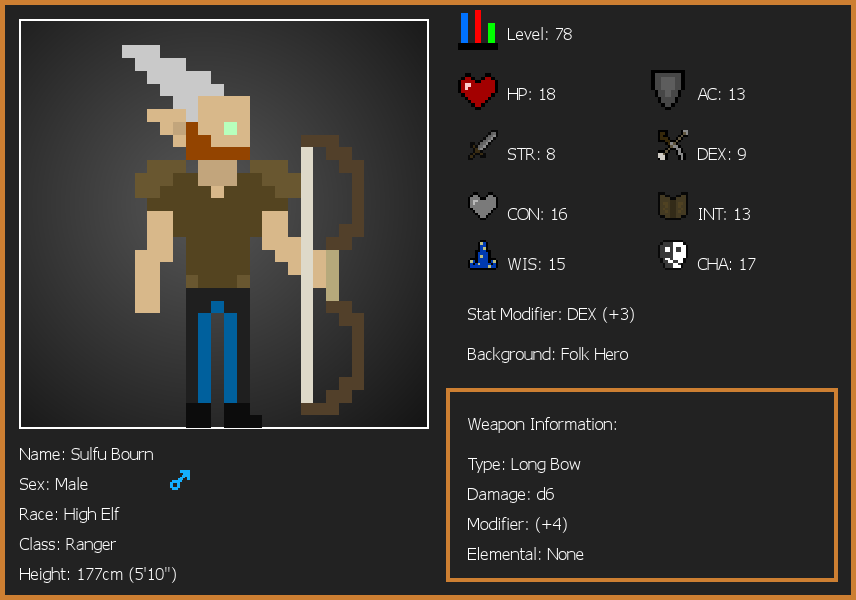 Level: 78
HP: 18
AC: 13
STR: 8
DEX: 9
CON: 16
INT: 13
WIS: 15
CHA: 17
Stat Modifier: DEX (+3)
Background: Folk Hero
Weapon Information:
Type: Long Bow
Damage: d6
Modifier: (+4)
Elemental: None
Name: Sulfu Bourn
Sex: Male
Race: High Elf
Class: Ranger
Height: 177cm (5'10")